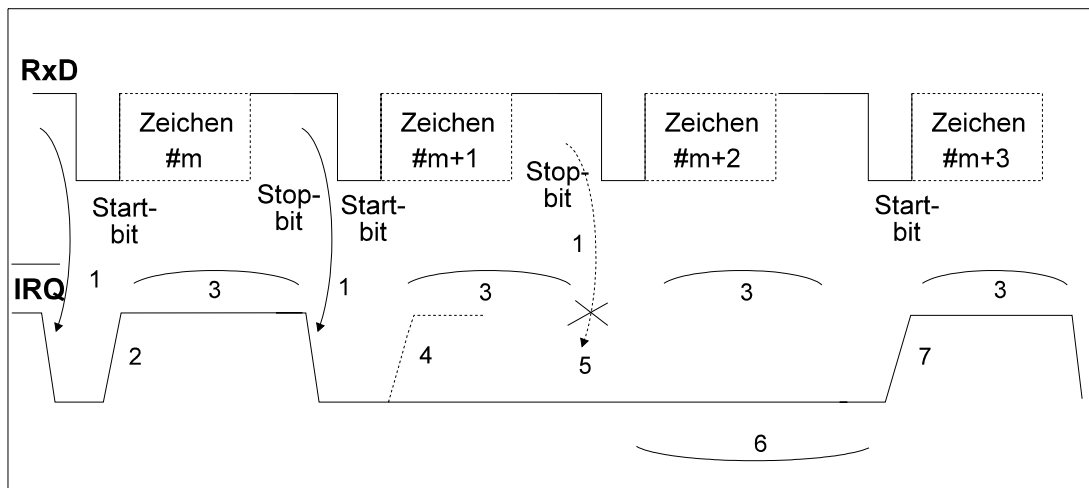 RxD
Zeichen
#m
Zeichen
#m+1
Zeichen
#m+2
Zeichen
#m+3
Start-
bit
Stop-
bit
Start-
bit
Stop-
bit
Start-
bit
IRQ
1
3
1
3
1
3
3
2
4
5
7
6